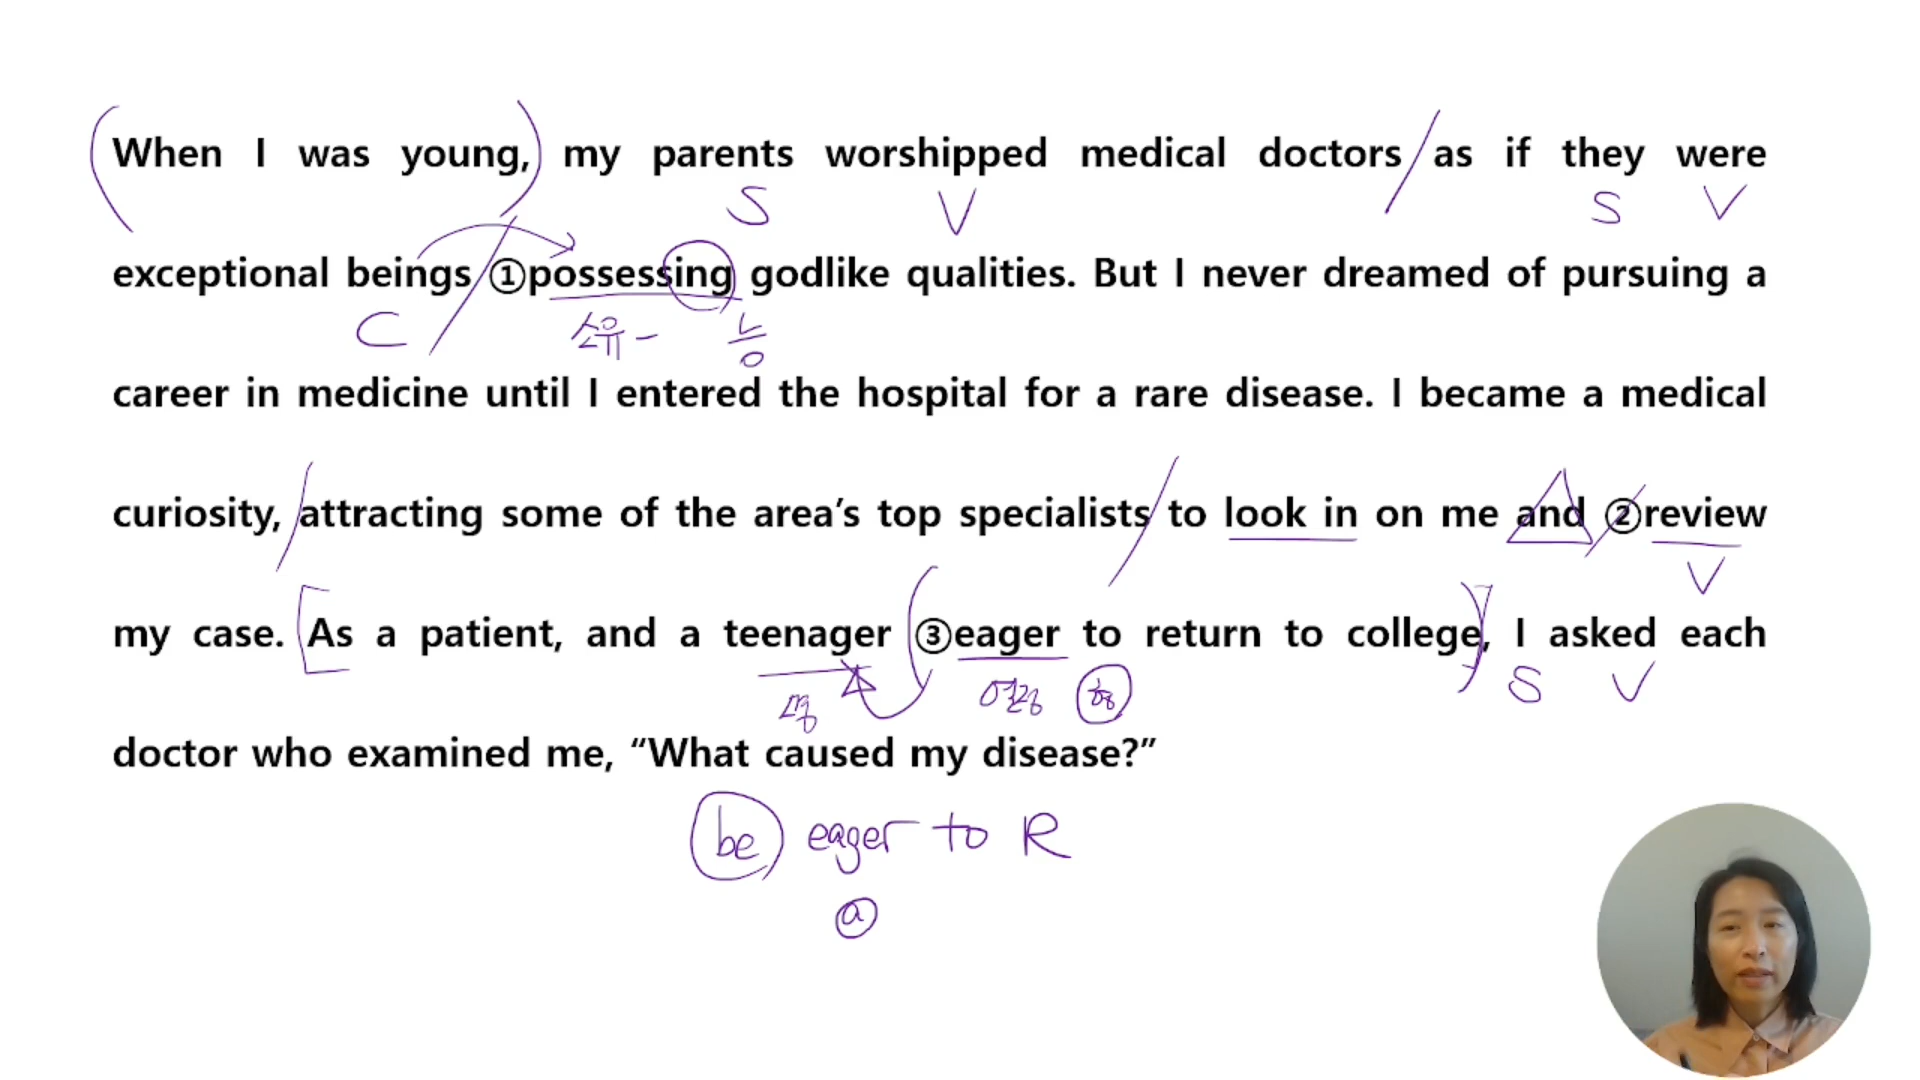 When I was young, my parents worshipped medical doctors as if they were
S V S V
exceptional beings ①possessing godlike qualities. But I never dreamed of pursuing a
C 소유 - 는
career in medicine until I entered the hospital for a rare disease. I became a medical
curiosity, attracting some of the area’s top specialists to look in on me and ②review
V
my case. As a patient, and a teenager ③eager to return to college, I asked each
명 열망 형 S V
doctor who examined me, “What caused my disease?”
be eager to R
a